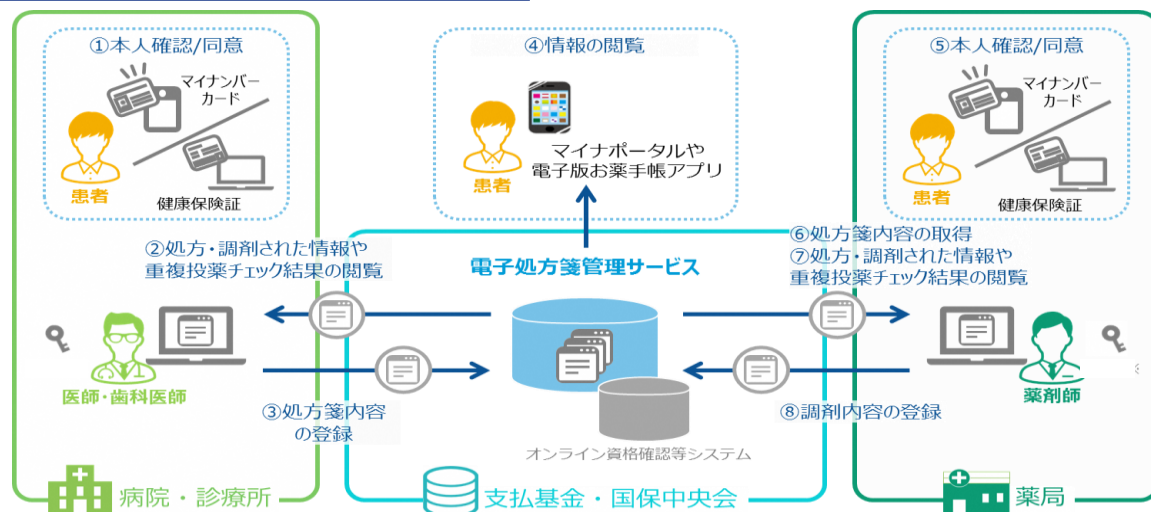 ①本人確認/同意
マイナンバー
カード
患者
健康保険証
②処方・調剤された情報や
重複投薬チェック結果の閲覧
医師・歯科医師
③処方箋内容
の登録
病院・診療所
④情報の閲覧
患者
マイナポータルや
電子版お薬手帳アプリ
電子処方箋管理サービス
オンライン資格確認等システム
支払基金・国保中央会
⑤本人確認/同意
マイナンバー
カード
患者
健康保険証
⑥処方箋内容の取得
⑦処方・調剤された情報や
重複投薬チェック結果の閲覧
薬剤師
⑧調剤内容の登録
薬局